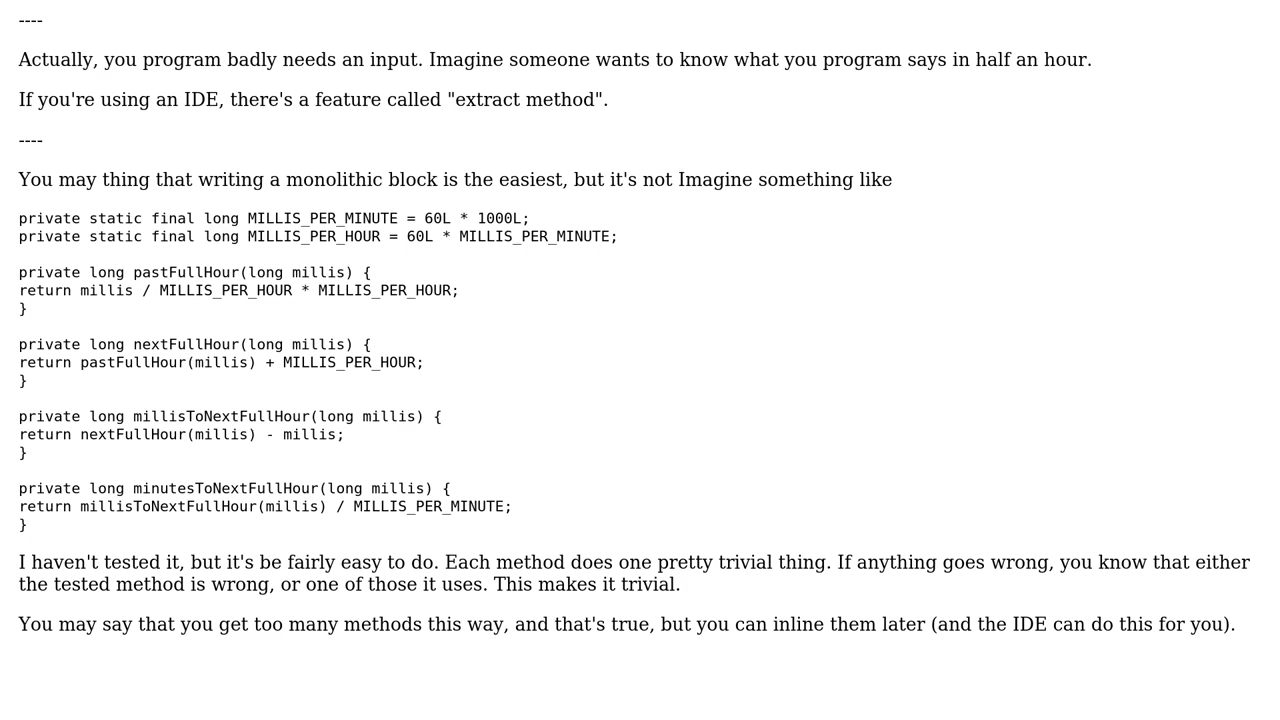 ----
Actually, you program badly needs an input. Imagine someone wants to know what you program says in half an hour.
If you're using an IDE, there's a feature called "extract method".
----
You may thing that writing a monolithic block is the easiest, but it's not Imagine something like
private static final long MILLIS_PER_MINUTE = 60L * 1000L;
private static final long MILLIS_PER_HOUR = 60L * MILLIS_PER_MINUTE;
private long pastFullHour(long millis) {
return millis / MILLIS_PER_HOUR * MILLIS_PER_HOUR;
}
private long nextFullHour(long millis) {
return pastFullHour(millis) + MILLIS_PER_HOUR;
}
private long millisToNextFullHour(long millis) {
return nextFullHour(millis) - millis;
}
private long minutesToNextFullHour(long millis) {
return millisToNextFullHour(millis) / MILLIS_PER_MINUTE;
}
I haven't tested it, but it's be fairly easy to do. Each method does one pretty trivial thing. If anything goes wrong, you know that either
the tested method is wrong, or one of those it uses. This makes it trivial.
You may say that you get too many methods this way, and that's true, but you can inline them later (and the IDE can do this for you).